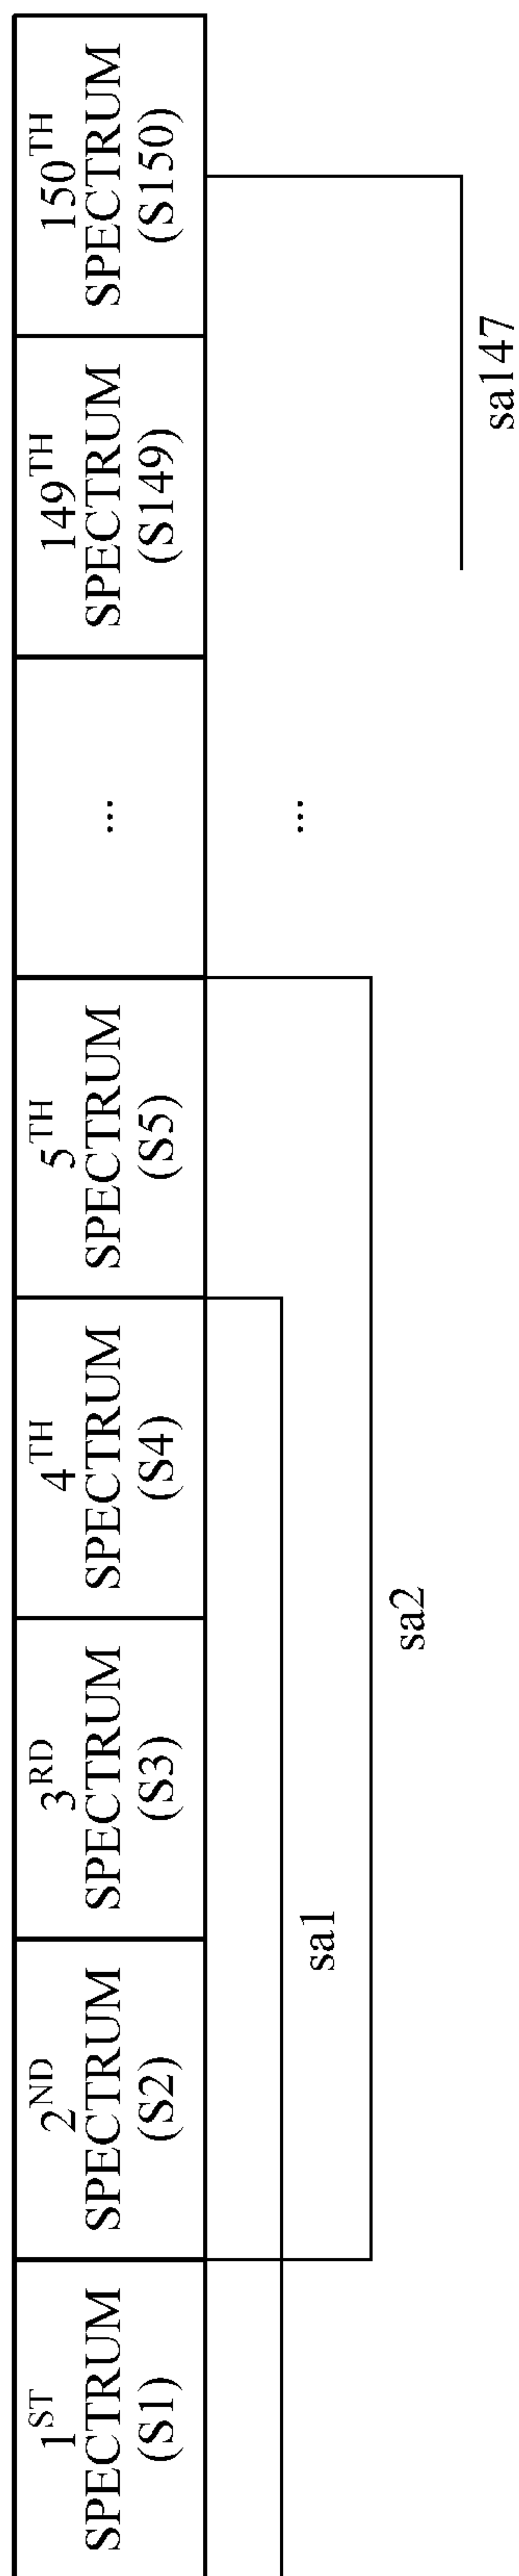 1ST
SPECTRUM
(S1)
2ND
SPECTRUM
(S2)
3RD
SPECTRUM
(S3)
4TH
SPECTRUM
(S4)
5TH
SPECTRUM
(S5)
...
149TH
SPECTRUM
(S149)
150TH
SPECTRUM
(S150)
sa1
sa2
...
sa147